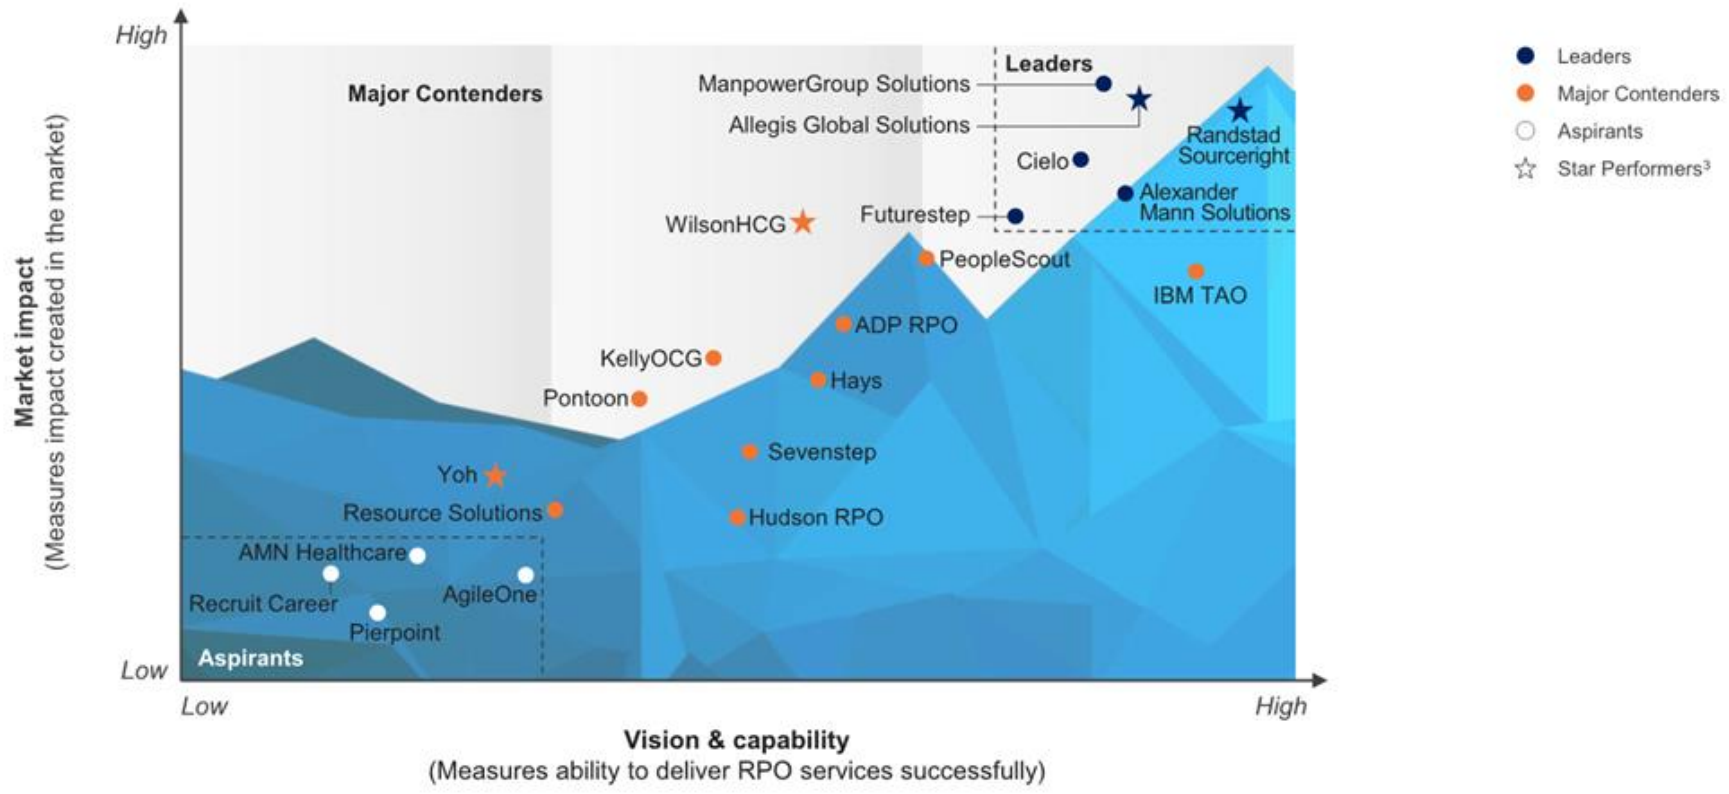 High
Major Contenders
Leaders
ManpowerGroup Solutions
Allegis Global Solutions
Randstad
Sourceright
Cielo
Alexander
Mann Solutions
Futurestep
WilsonHCG
PeopleScout
IBM TAO
ADP RPO
KellyOCG
Hays
Pontoon
Sevenstep
Yoh
Resource Solutions
Hudson RPO
AMN Healthcare
AgileOne
Recruit Career
Pierpoint
Aspirants
Low
Low
High
Market impact
(Measures impact created in the market)
Vision & capability
(Measures ability to deliver RPO services successfully)
Leaders
Major Contenders
Aspirants
Star Performers³